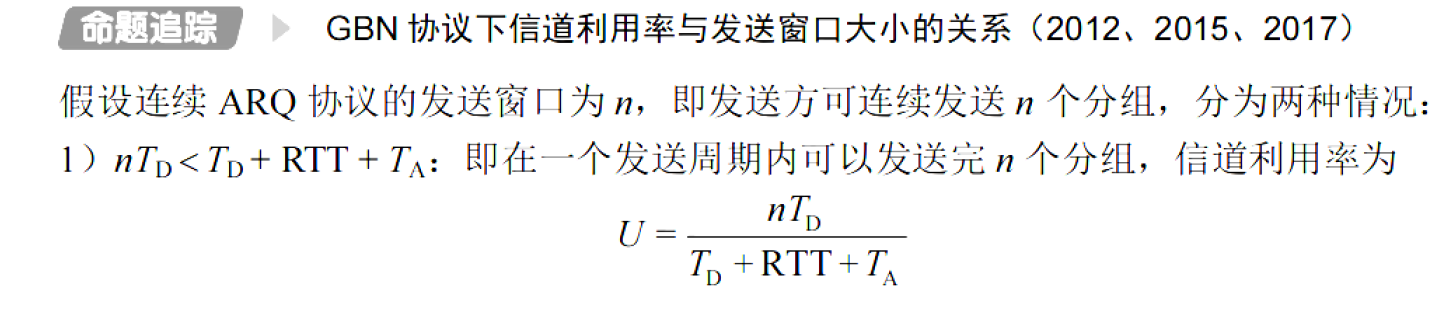 命题追踪 ▶ GBN 协议下信道利用率与发送窗口大小的关系（2012、2015、2017）
假设连续 ARQ 协议的发送窗口为 n，即发送方可连续发送 n 个分组，分为两种情况：
1）nT_D < T_D + RTT + T_A：即在一个发送周期内可以发送完 n 个分组，信道利用率为
U = nT_D / (T_D + RTT + T_A)